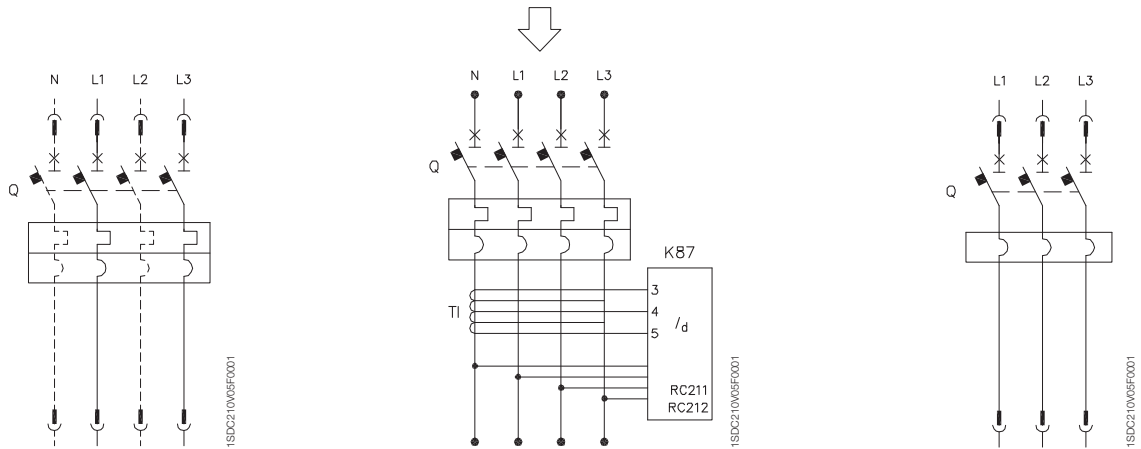 N L1 L2 L3
Q
1SDC210V05F0001
N L1 L2 L3
Q
K87
TI
3
4
5
/d
RC211
RC212
1SDC210V05F0001
L1 L2 L3
Q
1SDC210V05F0001